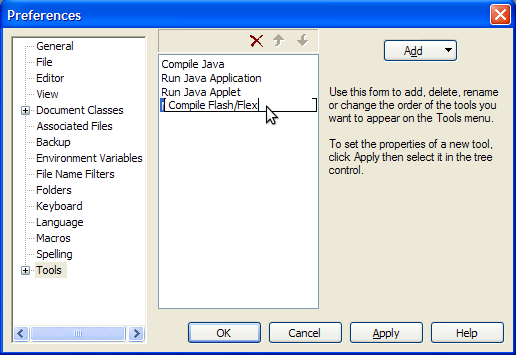 Preferences
General
File
Editor
View
Document Classes
Associated Files
Backup
Environment Variables
File Name Filters
Folders
Keyboard
Language
Macros
Spelling
Tools
Compile Java
Run Java Application
Run Java Applet
Compile Flash/Flex
Add
Use this form to add, delete, rename
or change the order of the tools you
want to appear on the Tools menu.
To set the properties of a new tool,
click Apply then select it in the tree
control.
OK
Cancel
Apply
Help